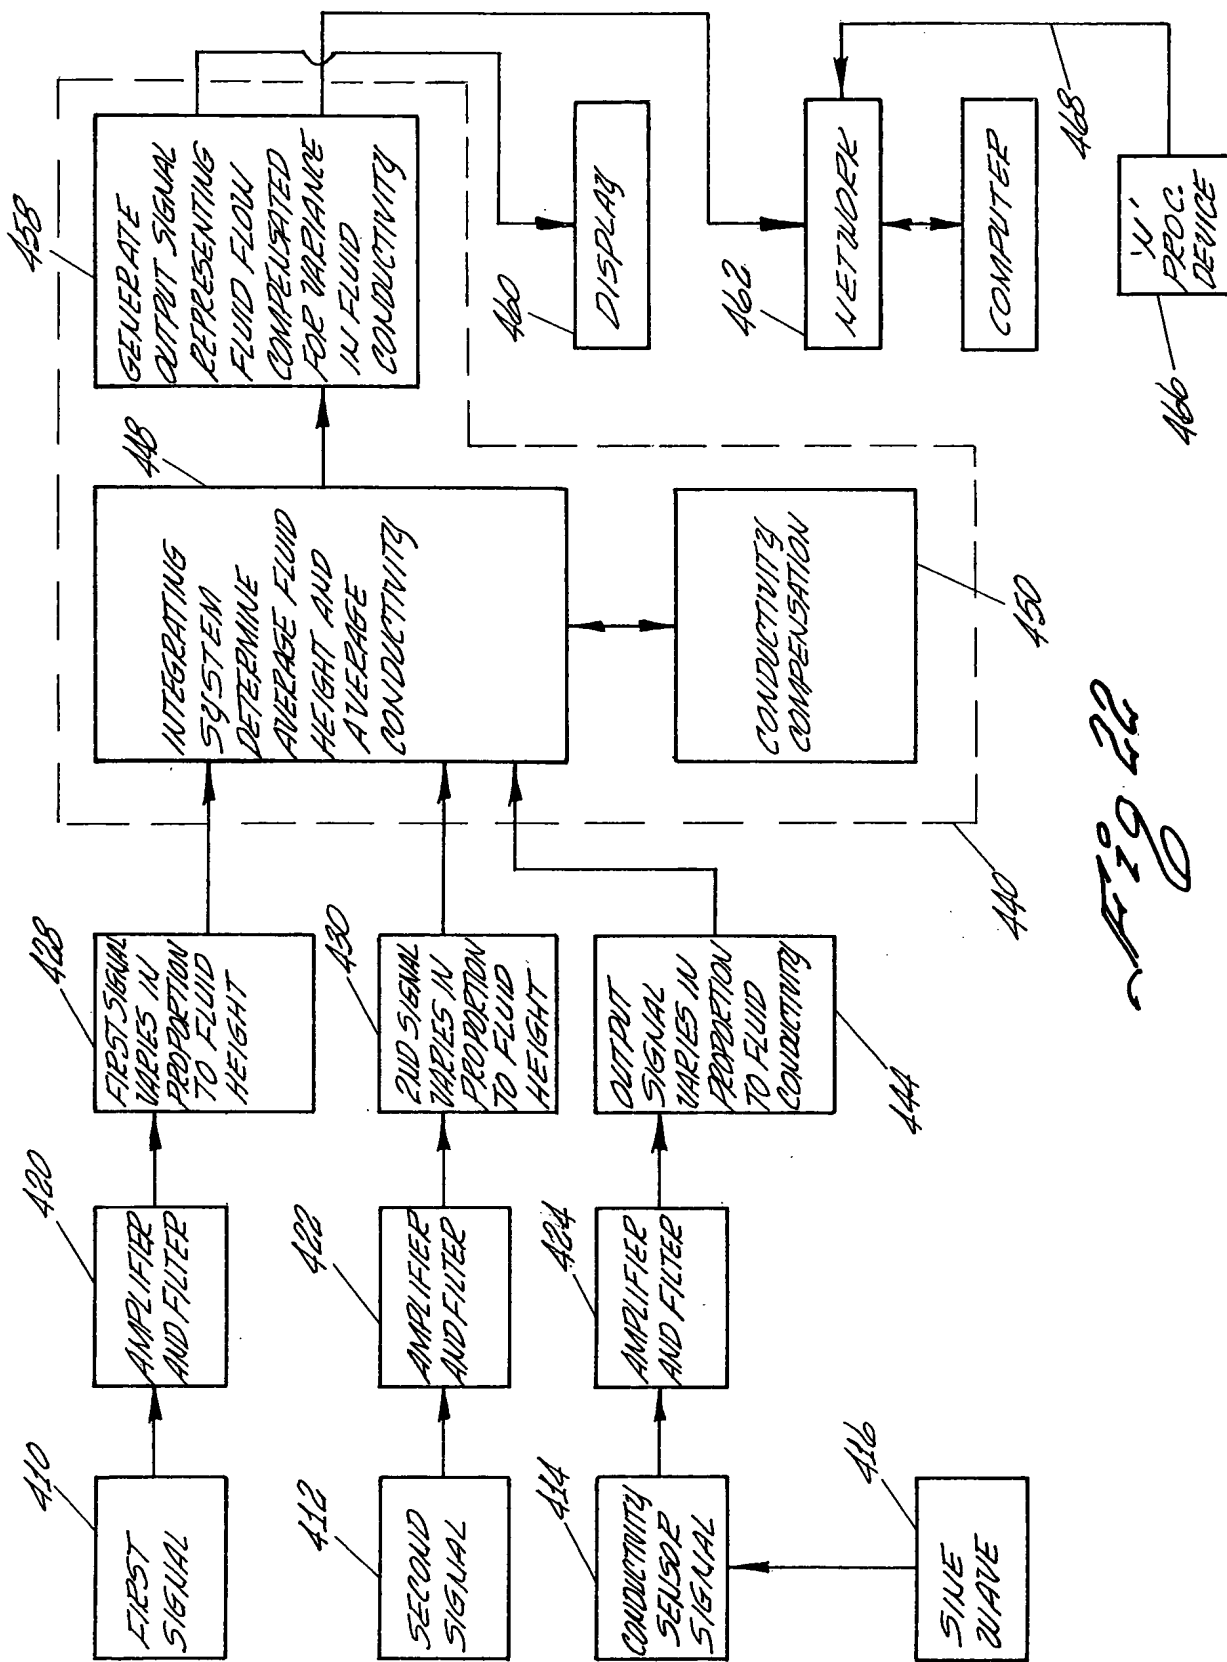 410
FIRST
SIGNAL
420
AMPLIFIER
AND FILTER
428
FIRST SIGNAL
VARIES IN
PROPORTION
TO FLUID
HEIGHT
412
SECOND
SIGNAL
422
AMPLIFIER
AND FILTER
430
2ND SIGNAL
VARIES IN
PROPORTION
TO FLUID
HEIGHT
414
CONDUCTIVITY
SENSOR
SIGNAL
424
AMPLIFIER
AND FILTER
OUTPUT
SIGNAL
VARIES IN
PROPORTION
TO FLUID
CONDUCTIVITY
444
416
SINE
WAVE
448
INTEGRATING
SYSTEM
DETERMINE
AVERAGE FLUID
HEIGHT AND
AVERAGE
CONDUCTIVITY
CONDUCTIVITY
COMPENSATION
450
440
458
GENERATE
OUTPUT SIGNAL
REPRESENTING
FLUID FLOW
COMPENSATED
FOR VARIANCE
IN FLUID
CONDUCTIVITY
460
DISPLAY
462
NETWORK
COMPUTER
468
'N'
PROC.
DEVICE
466
Fig 22